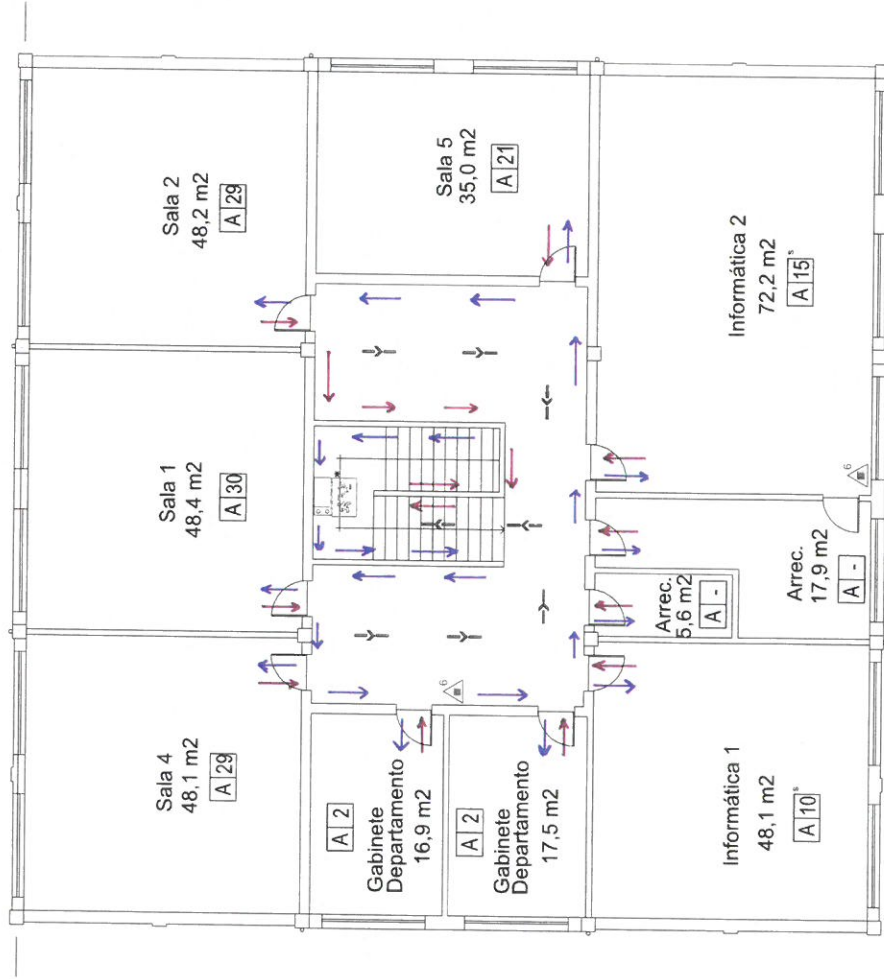 Sala 4
48,1 m2
A 29
Sala 1
48,4 m2
A 30
Sala 2
48,2 m2
A 29
A 2
Gabinete
Departamento
16,9 m2
A 2
Gabinete
Departamento
17,5 m2
6
Sala 5
35,0 m2
A 21
Informática 1
48,1 m2
A 10 s
Arrec.
5,6 m2
A -
Arrec.
17,9 m2
A -
6
Informática 2
72,2 m2
A 15 s